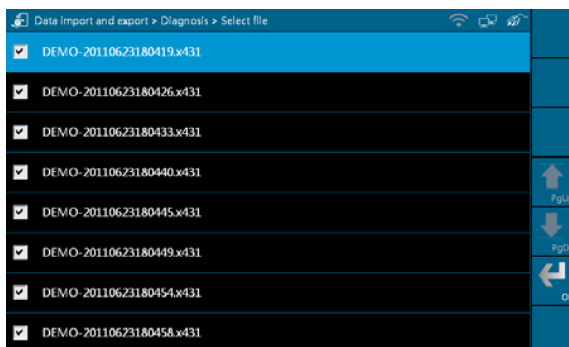 Data import and export > Diagnosis > Select file
DEMO-20110623180419.x431
DEMO-20110623180426.x431
DEMO-20110623180433.x431
DEMO-20110623180440.x431
DEMO-20110623180445.x431
DEMO-20110623180449.x431
DEMO-20110623180454.x431
DEMO-20110623180458.x431